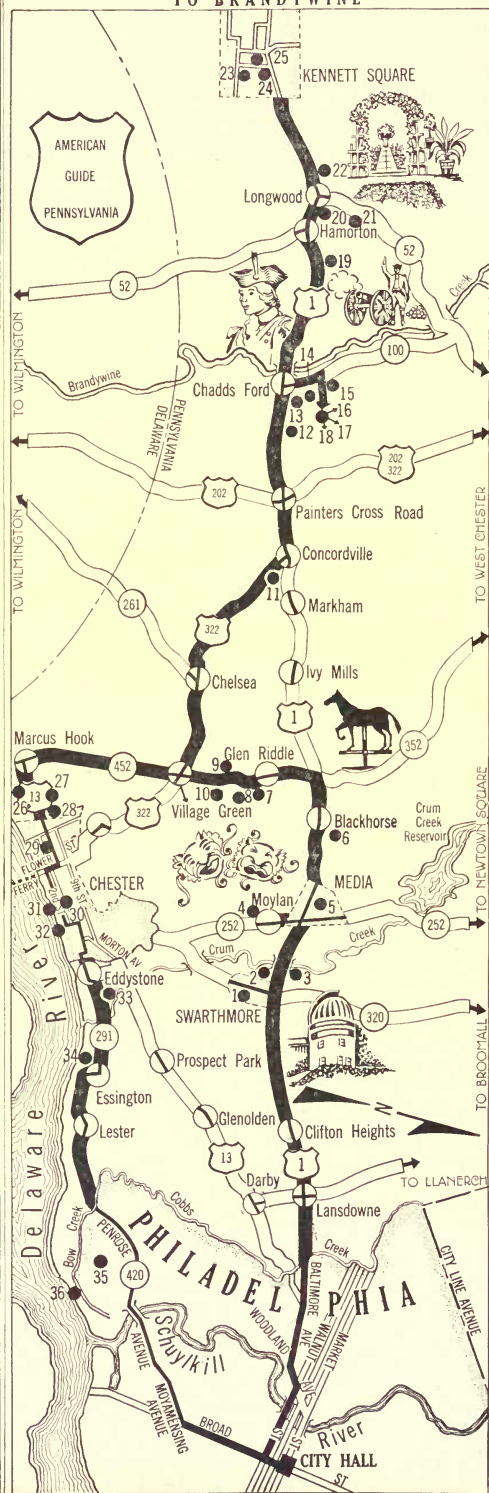 TO BRANDYWINE
AMERICAN
GUIDE
PENNSYLVANIA
25
23
24
KENNETT SQUARE
22
Longwood
20
21
Hamorton
52
52
19
1
Creek
TO WILMINGTON
14
100
Brandywine
Chadds Ford
15
13
16
12
18
17
PENNSYLVANIA
DELAWARE
202
202
322
Painters Cross Road
TO WEST CHESTER
Concordville
11
TO WILMINGTON
261
Markham
322
Chelsea
Ivy Mills
1
352
Marcus Hook
452
9
Glen Riddle
10
8
7
Village Green
26
13
27
28
322
Blackhorse
6
Crum
Creek
Reservoir
TO NEWTOWN SQUARE
29
FLOWER
ST
FERRY
2nd
9th ST
CHESTER
31
30
32
MEDIA
4
Moylan
5
252
252
Creek
Crum
MORTON AV
River
Eddystone
33
2
3
1
SWARTHMORE
320
291
34
Prospect Park
TO BROOMALL
Essington
N
Lester
Glenolden
Clifton Heights
13
1
TO LLANERCH
Delaware
Darby
Lansdowne
Cobbs
Creek
Bow Creek
PENROSE
35
420
36
PHILADELPHIA
CITY LINE AVENUE
BALTIMORE
AVE
WOODLAND
AVE
WALNUT
ST
MARKET
ST
Schuylkill
River
AVENUE
MOYAMENSING
AVENUE
BROAD
ST
CITY HALL